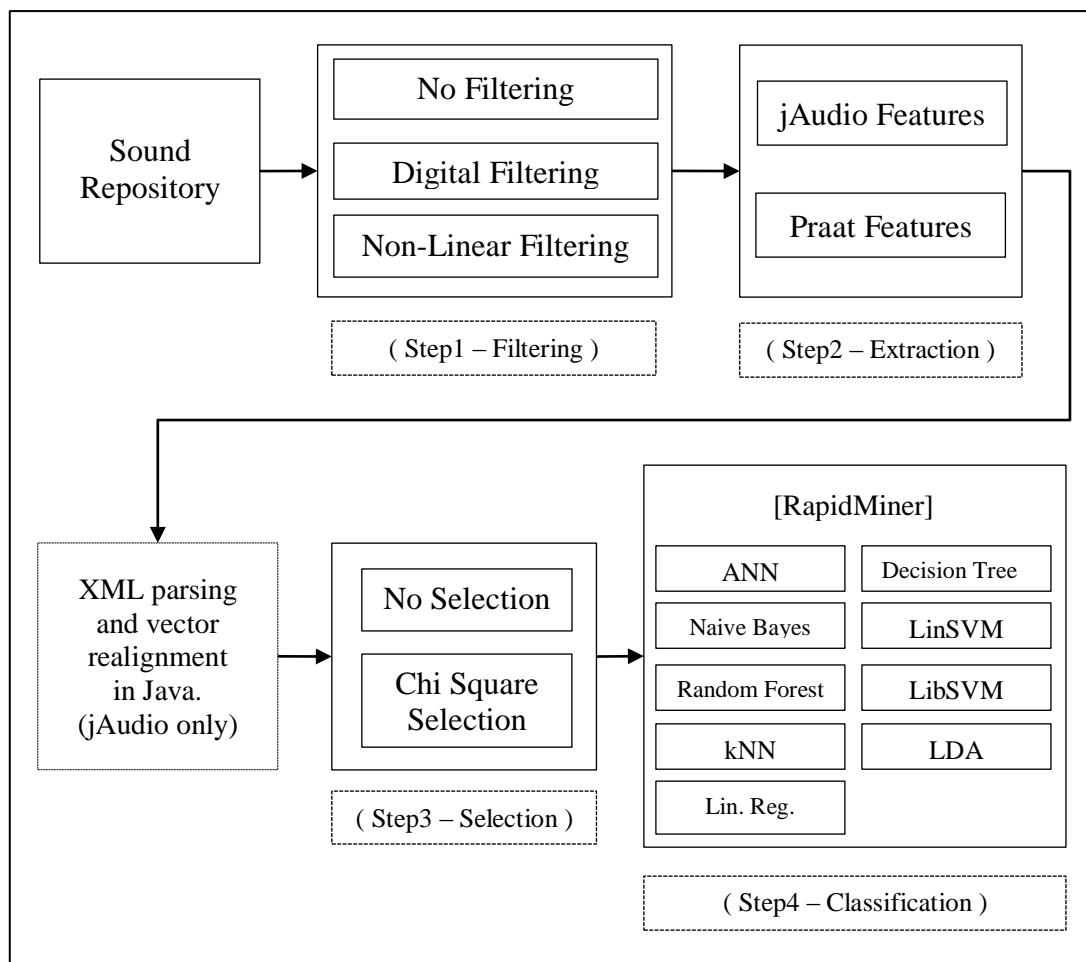 Sound
Repository
No Filtering
Digital Filtering
Non-Linear Filtering
( Step1 – Filtering )
jAudio Features
Praat Features
( Step2 – Extraction )
XML parsing
and vector
realignment
in Java.
(jAudio only)
No Selection
Chi Square
Selection
( Step3 – Selection )
[RapidMiner]
ANN
Decision Tree
Naive Bayes
LinSVM
Random Forest
LibSVM
kNN
LDA
Lin. Reg.
( Step4 – Classification )